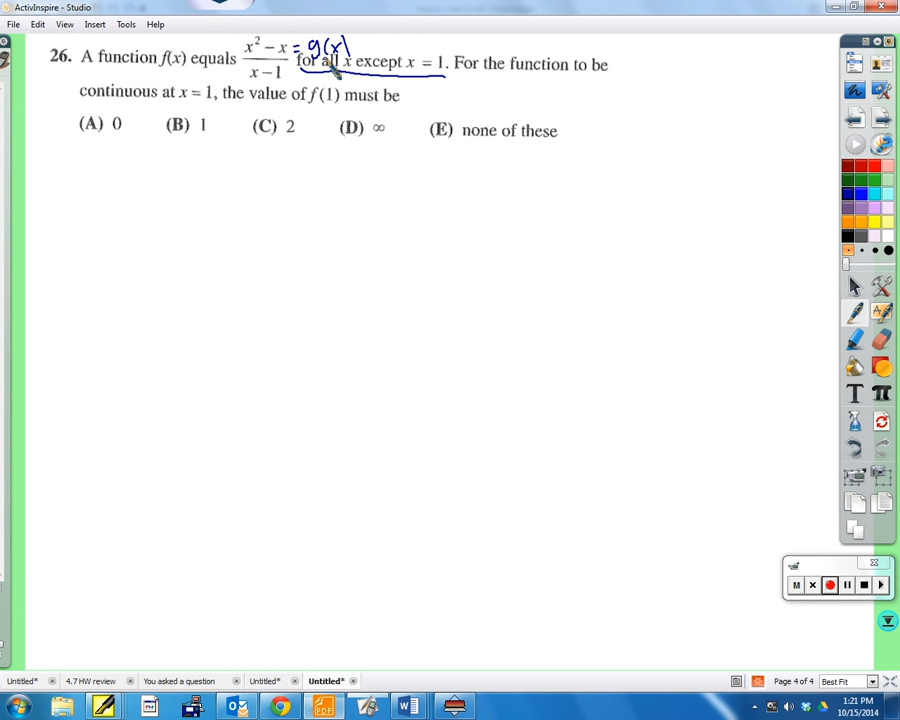 ActivInspire - Studio
File Edit View Insert Tools Help
26. A function f(x) equals (x² − x)/(x − 1) = g(x) for all x except x = 1. For the function to be
continuous at x = 1, the value of f(1) must be
(A) 0 (B) 1 (C) 2 (D) ∞ (E) none of these
T π
M
Untitled* 4.7 HW review You asked a question Untitled* Untitled* Page 4 of 4 Best Fit
1:21 PM
10/15/2014